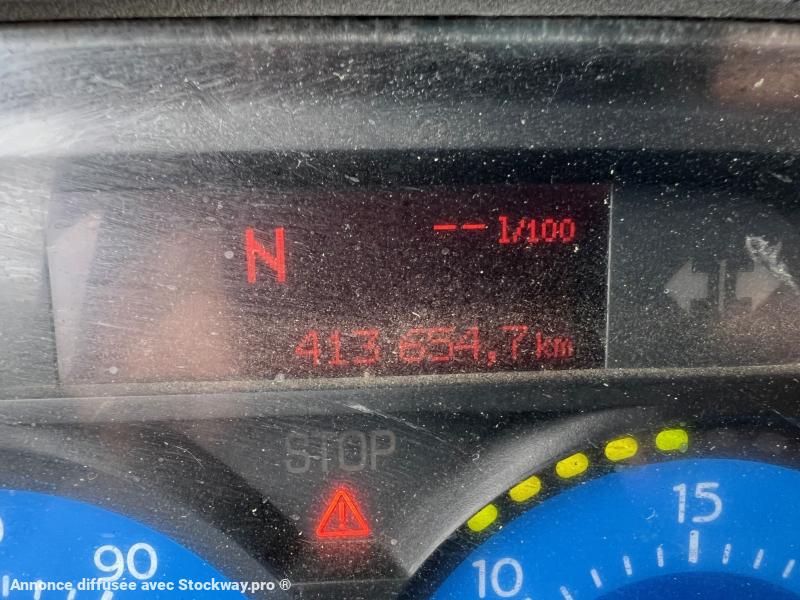 N
-- l/100
413 654,7 km
STOP
90
10
15
Annonce diffusée avec Stockway.pro ®